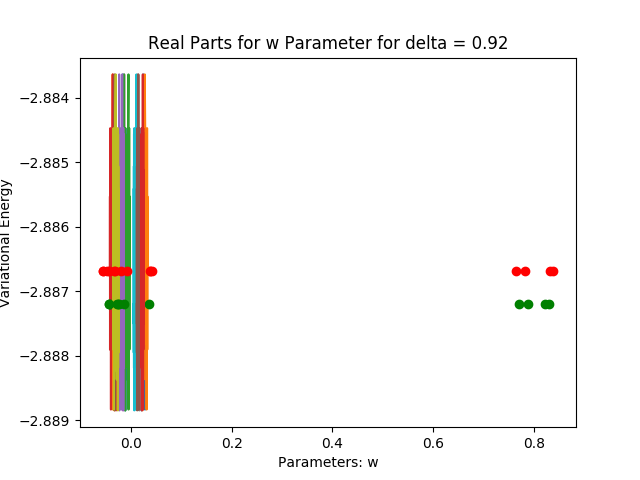 Real Parts for w Parameter for delta = 0.92
−2.884
−2.885
−2.886
−2.887
−2.888
−2.889
Variational Energy
0.0 0.2 0.4 0.6 0.8
Parameters: w